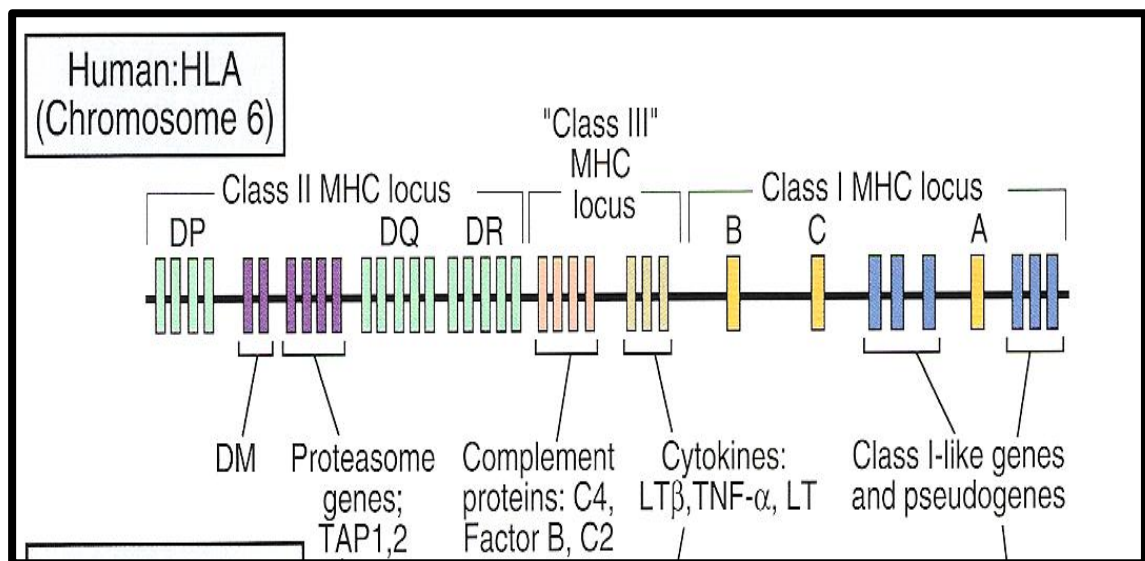 Human:HLA
(Chromosome 6)
"Class III"
MHC
locus
Class II MHC locus
Class I MHC locus
DP
DQ
DR
B
C
A
DM
Proteasome
genes;
TAP1,2
Complement
proteins: C4,
Factor B, C2
Cytokines:
LTβ,TNF-α, LT
Class I-like genes
and pseudogenes